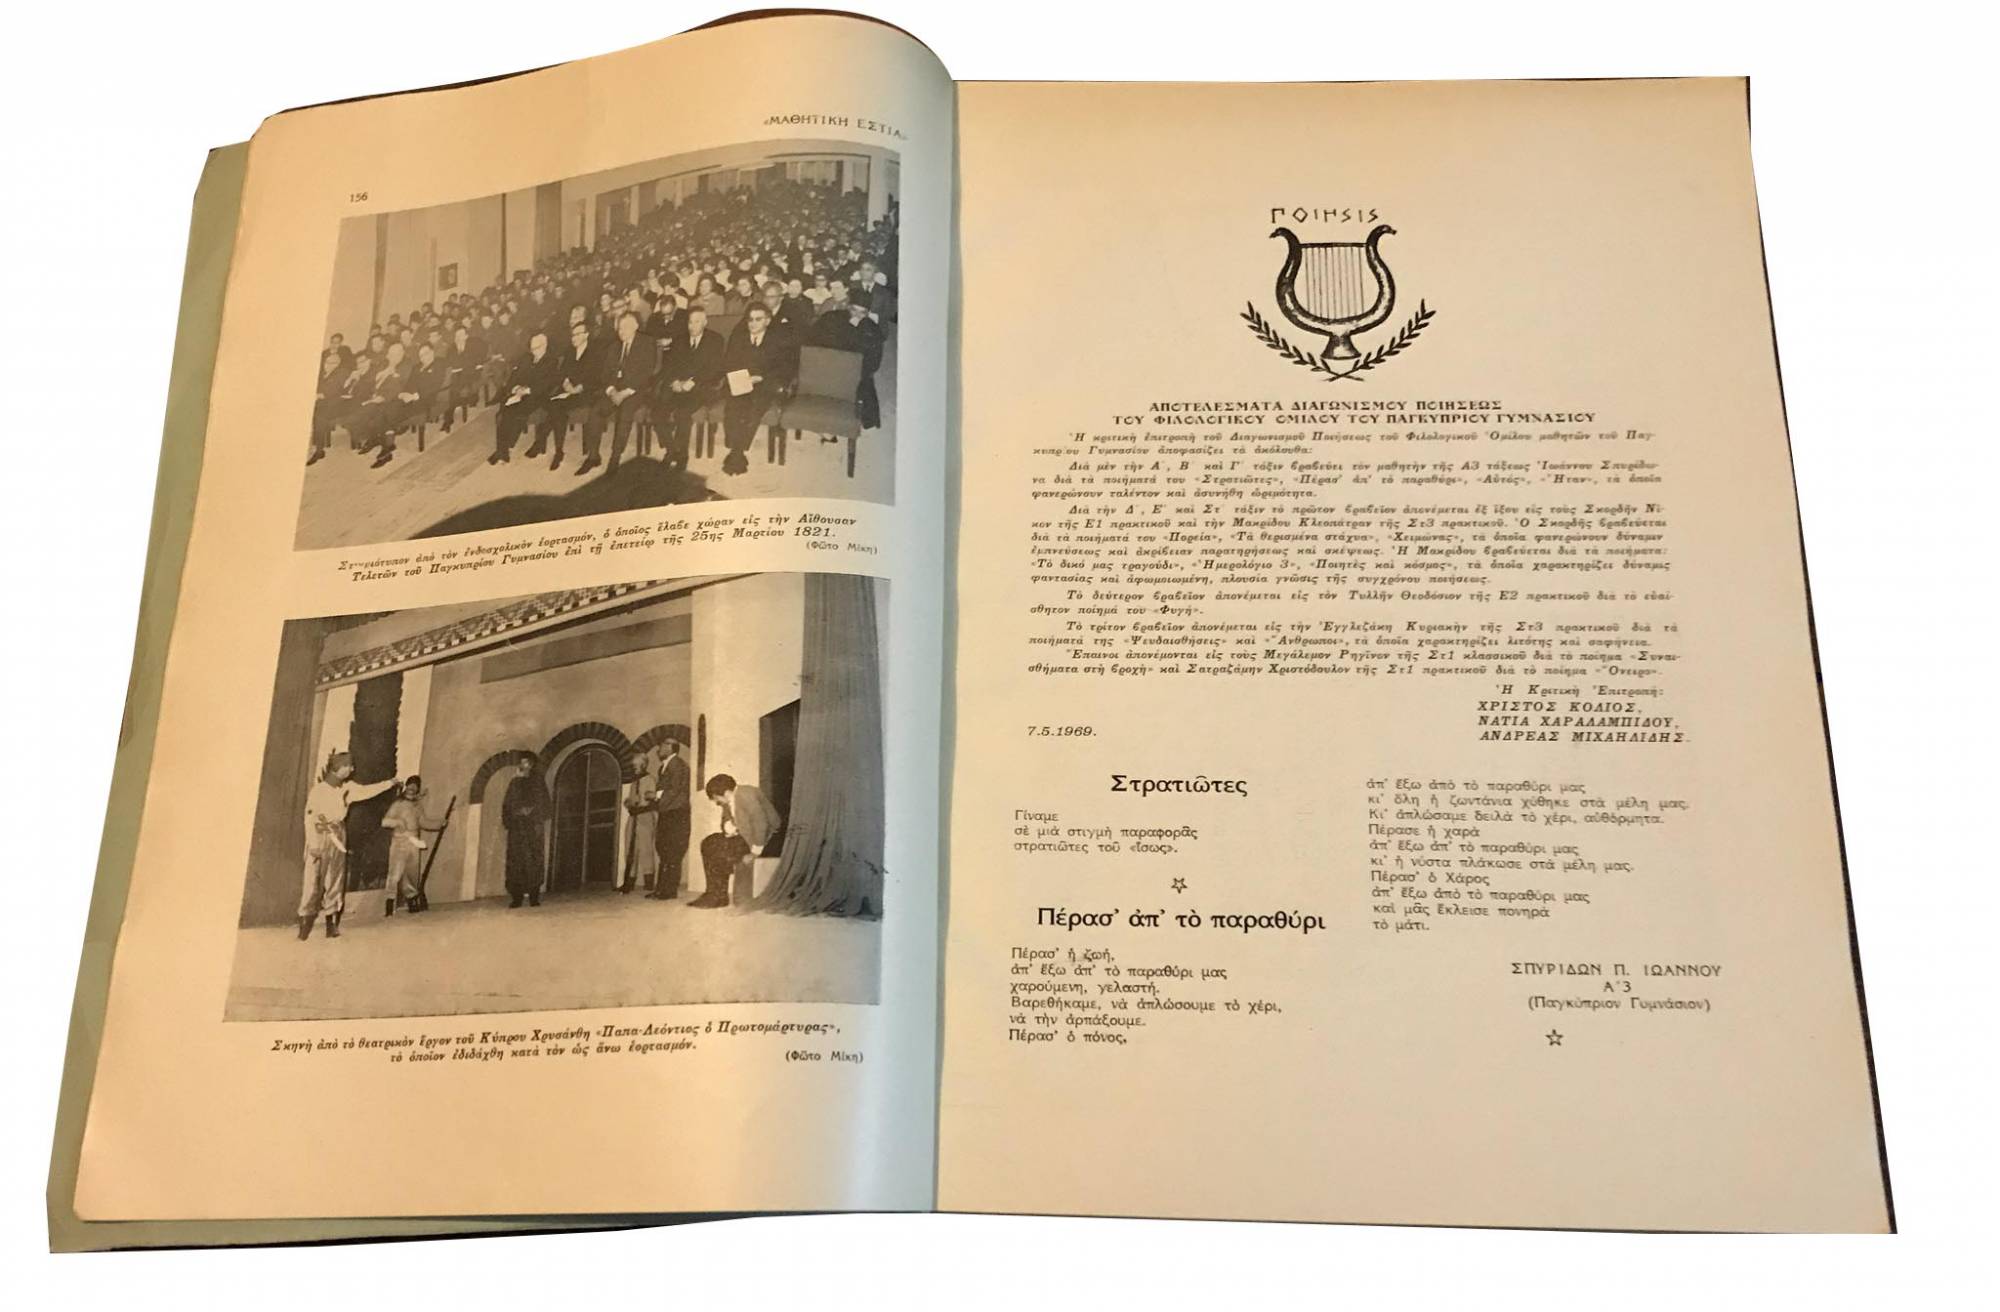 «ΜΑΘΗΤΙΚΗ ΕΣΤΙΑ»
156
Στιγμιότυπον ἀπὸ τὸν ἐνδοσχολικὸν ἑορτασμόν, ὁ ὁποῖος ἔλαβε χώραν εἰς τὴν Αἴθουσαν
Τελετῶν τοῦ Παγκυπρίου Γυμνασίου ἐπὶ τῇ ἐπετείῳ τῆς 25ης Μαρτίου 1821.
(Φῶτο Μίκη)
Σκηνὴ ἀπὸ τὸ θεατρικὸν ἔργον τοῦ Κύπρου Χρυσάνθη «Παπα-Λεόντιος ὁ Πρωτομάρτυρας»,
τὸ ὁποῖον ἐδιδάχθη κατὰ τὸν ὡς ἄνω ἑορτασμόν.
(Φῶτο Μίκη)
ΠΟΙΗSIS
ΑΠΟΤΕΛΕΣΜΑΤΑ ΔΙΑΓΩΝΙΣΜΟΥ ΠΟΙΗΣΕΩΣ
ΤΟΥ ΦΙΛΟΛΟΓΙΚΟΥ ΟΜΙΛΟΥ ΤΟΥ ΠΑΓΚΥΠΡΙΟΥ ΓΥΜΝΑΣΙΟΥ
Ἡ κριτικὴ ἐπιτροπὴ τοῦ Διαγωνισμοῦ Ποιήσεως τοῦ Φιλολογικοῦ Ὁμίλου μαθητῶν τοῦ Παγ-
κυπρίου Γυμνασίου ἀποφασίζει τὰ ἀκόλουθα:
Διὰ μὲν τὴν Α΄, Β΄ καὶ Γ΄ τάξιν βραβεύει τὸν μαθητὴν τῆς Α3 τάξεως Ἰωάννου Σπυρίδω-
να διὰ τὰ ποιήματά του «Στρατιῶτες», «Πέρασ' ἀπ' τὸ παραθύρι», «Αὐτός», «Ἦταν», τὰ ὁποῖα
φανερώνουν ταλέντον καὶ ἀσυνήθη ὡριμότητα.
Διὰ τὴν Δ΄, Ε΄ καὶ Στ΄ τάξιν τὸ πρῶτον βραβεῖον ἀπονέμεται ἐξ ἴσου εἰς τοὺς Σκορδῆν Νί-
κον τῆς Ε1 πρακτικοῦ καὶ τὴν Μακρίδου Κλεοπάτραν τῆς Στ3 πρακτικοῦ. Ὁ Σκορδῆς βραβεύεται
διὰ τὰ ποιήματά του «Πορεία», «Τὰ θερισμένα στάχυα», «Χειμώνας», τὰ ὁποῖα φανερώνουν δύναμιν
ἐμπνεύσεως καὶ ἀκρίβειαν παρατηρήσεως καὶ σκέψεως. Ἡ Μακρίδου βραβεύεται διὰ τὰ ποιήματα:
«Τὸ δικό μας τραγούδι», «Ἡμερολόγιο 3», «Ποιητὲς καὶ κόσμος», τὰ ὁποῖα χαρακτηρίζει δύναμις
φαντασίας καὶ ἀφωμοιωμένη, πλουσία γνῶσις τῆς συγχρόνου ποιήσεως.
Τὸ δεύτερον βραβεῖον ἀπονέμεται εἰς τὸν Τυλλῆν Θεοδόσιον τῆς Ε2 πρακτικοῦ διὰ τὸ εὐαί-
σθητον ποίημά του «Φυγή».
Τὸ τρίτον βραβεῖον ἀπονέμεται εἰς τὴν Ἐγγλεζάκη Κυριακὴν τῆς Στ3 πρακτικοῦ διὰ τὰ
ποιήματά της «Ψευδαισθήσεις» καὶ «Ἄνθρωποι», τὰ ὁποῖα χαρακτηρίζει λιτότης καὶ σαφήνεια.
Ἔπαινοι ἀπονέμονται εἰς τοὺς Μεγάλεμον Ρηγῖνον τῆς Στ1 κλασσικοῦ διὰ τὸ ποίημα «Συναι-
σθήματα στὴ βροχὴ» καὶ Σατραζάμην Χριστόδουλον τῆς Στ1 πρακτικοῦ διὰ τὸ ποίημα «Ὄνειρο».
Ἡ Κριτικὴ Ἐπιτροπή:
ΧΡΙΣΤΟΣ ΚΟΛΙΟΣ,
ΝΑΤΙΑ ΧΑΡΑΛΑΜΠΙΔΟΥ,
ΑΝΔΡΕΑΣ ΜΙΧΑΗΛΙΔΗΣ.
7.5.1969.
Στρατιῶτες
Γίναμε
σὲ μιὰ στιγμὴ παραφορᾶς
στρατιῶτες τοῦ «ἴσως».
Πέρασ' ἀπ' τὸ παραθύρι
Πέρασ' ἡ ζωή,
ἀπ' ἔξω ἀπ' τὸ παραθύρι μας
χαρούμενη, γελαστή.
Βαρεθήκαμε, νὰ ἁπλώσουμε τὸ χέρι,
νὰ τὴν ἁρπάξουμε.
Πέρασ' ὁ πόνος,
ἀπ' ἔξω ἀπὸ τὸ παραθύρι μας
κι' ὅλη ἡ ζωντάνια χύθηκε στὰ μέλη μας.
Κι' ἁπλώσαμε δειλὰ τὸ χέρι, αὐθόρμητα.
Πέρασε ἡ χαρὰ
ἀπ' ἔξω ἀπ' τὸ παραθύρι μας
κι' ἡ νύστα πλάκωσε στὰ μέλη μας.
Πέρασ' ὁ Χάρος
ἀπ' ἔξω ἀπὸ τὸ παραθύρι μας
καὶ μᾶς ἔκλεισε πονηρὰ
τὸ μάτι.
ΣΠΥΡΙΔΩΝ Π. ΙΩΑΝΝΟΥ
Α΄3
(Παγκύπριον Γυμνάσιον)